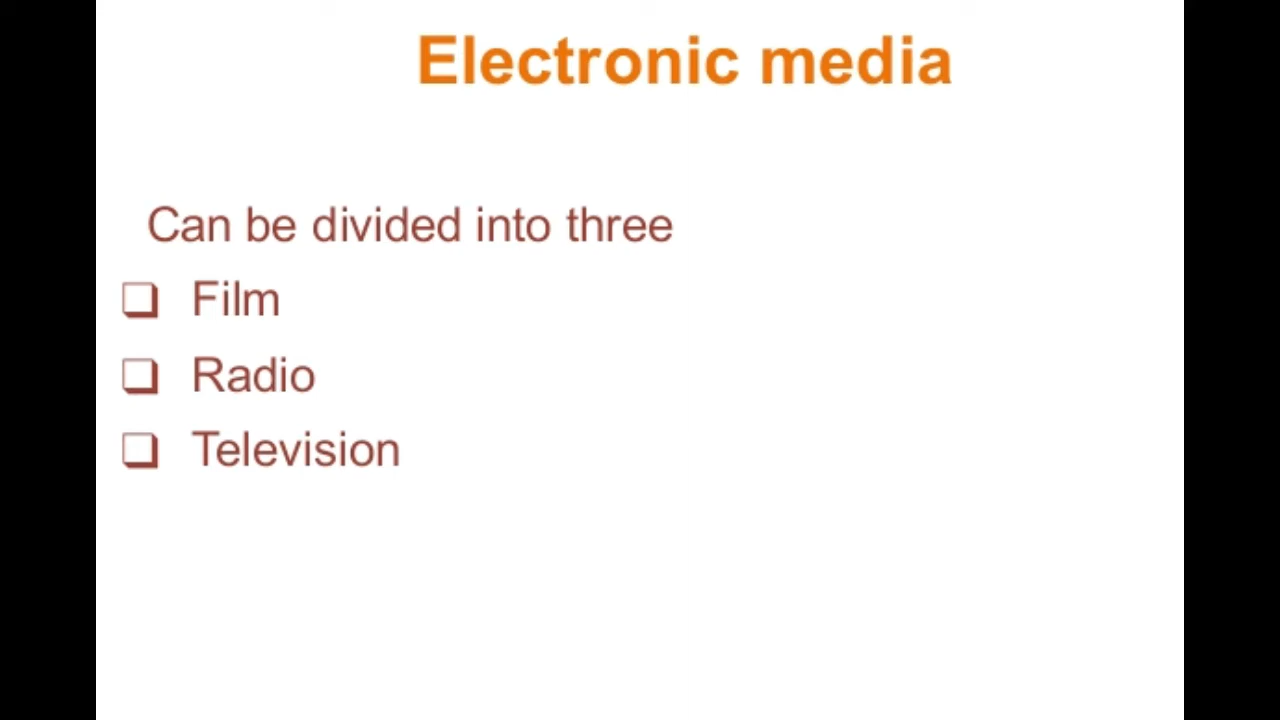 Electronic media
Can be divided into three
❑ Film
❑ Radio
❑ Television